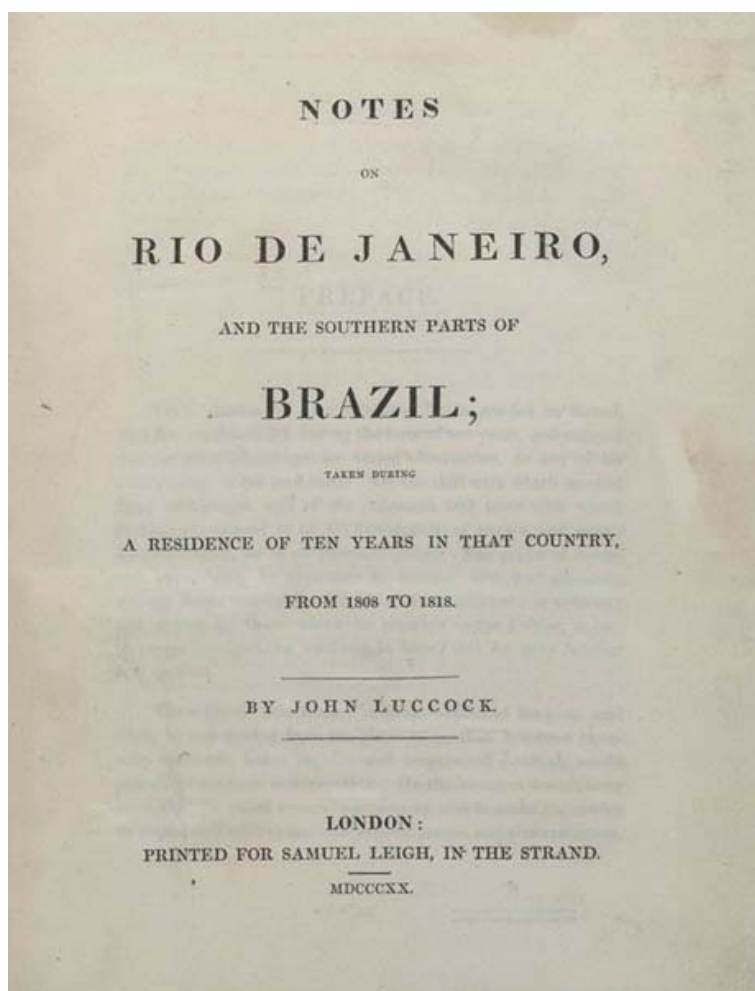 NOTES
ON
RIO DE JANEIRO,
AND THE SOUTHERN PARTS OF
BRAZIL;
TAKEN DURING
A RESIDENCE OF TEN YEARS IN THAT COUNTRY,
FROM 1808 TO 1818.
BY JOHN LUCCOCK.
LONDON:
PRINTED FOR SAMUEL LEIGH, IN THE STRAND.
MDCCCXX.
PREFACE.